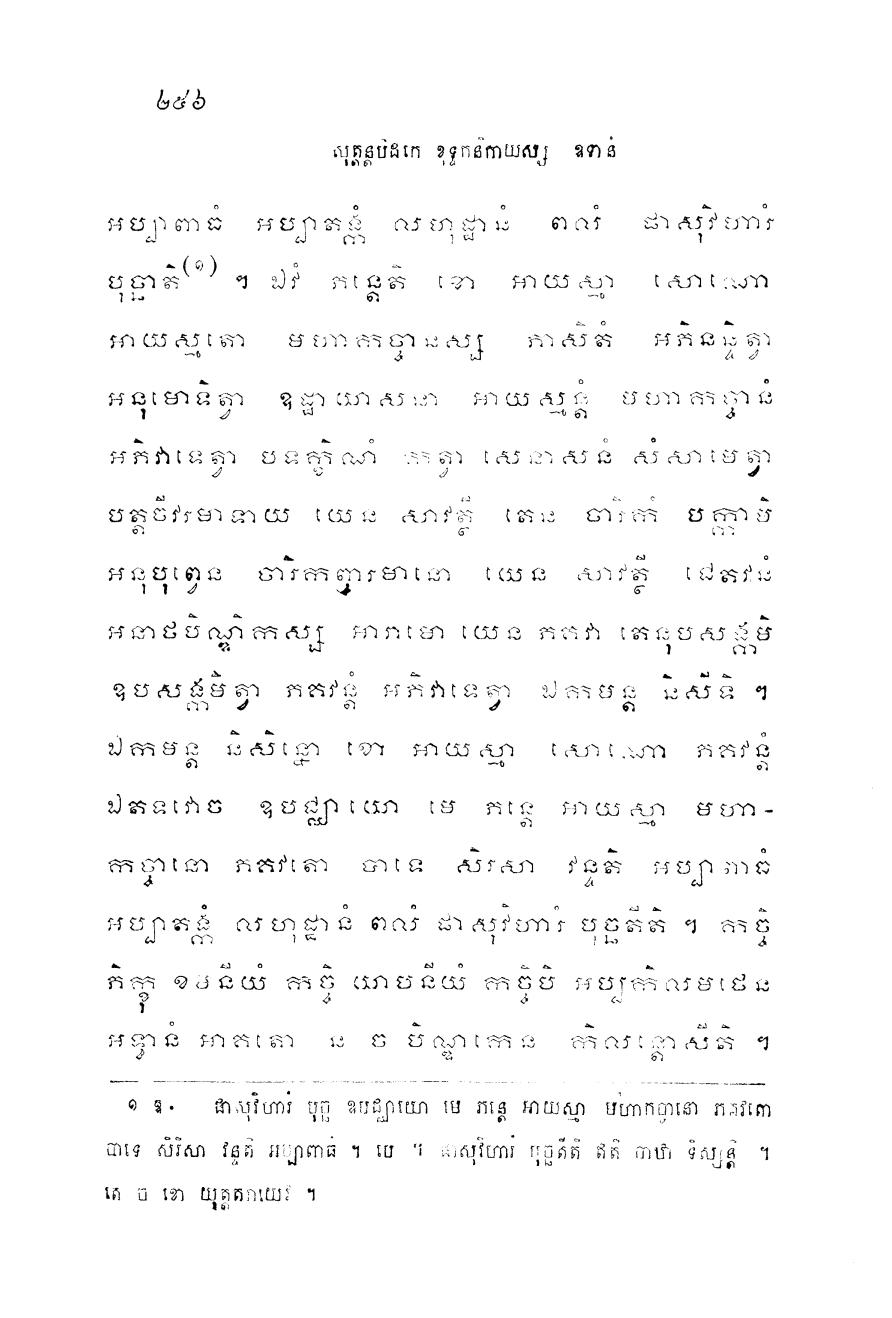 ២៥៦
សុត្តន្តបិដកេ ខុទ្ទកនិកាយស្ស ឧទានំ
អប្បាពាធំ អប្បាតង្កំ លហុដ្ឋានំ ពលំ ផាសុវិហារំ
បុច្ឆាតិ(១) ។ ឯវំ ភន្តេតិ ខោ អាយស្មា សោណោ
អាយស្មតោ មហាកច្ចានស្ស ភាសិតំ អភិនន្ទិត្វា
អនុមោទិត្វា ឧដ្ឋាយាសនា អាយស្មន្តំ មហាកច្ចានំ
អភិវាទេត្វា បទក្ខិណំ កត្វា សេនាសនំ សំសាមេត្វា
បត្តចីវរមាទាយ យេន សាវត្ថី តេន ចារិកំ បក្កាមិ
អនុបុព្វេន ចារិកញ្ចរមានោ យេន សាវត្ថី ជេតវនំ
អនាថបិណ្ឌិកស្ស អារាមោ យេន ភគវា តេនុបសង្កមិ
ឧបសង្កមិត្វា ភគវន្តំ អភិវាទេត្វា ឯកមន្តំ និសីទិ ។
ឯកមន្តំ និសិន្នោ ខោ អាយស្មា សោណោ ភគវន្តំ
ឯតទវោច ឧបជ្ឈាយោ មេ ភន្តេ អាយស្មា មហា-
កច្ចានោ ភគវតោ បាទេ សិរសា វន្ទតិ អប្បាពាធំ
អប្បាតង្កំ លហុដ្ឋានំ ពលំ ផាសុវិហារំ បុច្ឆតីតិ ។ កច្ចិ
ភិក្ខុ ខមនីយំ កច្ចិ យាបនីយំ កច្ចិបិ អប្បកិលមថេន
អទ្ធានំ អាគតោ ន ច បិណ្ឌកេន កិលន្តោសីតិ ។
១ ឱ. ផាសុវិហារំ បុច្ឆ ឧបជ្ឈាយោ មេ ភន្តេ អាយស្មា មហាកច្ចានោ ភគវតោ
បាទេ សិរិសា វន្ទតិ អប្បាពាធំ ។ បេ ។ ផាសុវិហារំ បុច្ឆតីតិ ឥតិ បាឋា ទិស្សន្តិ ។
តេ ច ខោ យុត្តតរាយេវ ។